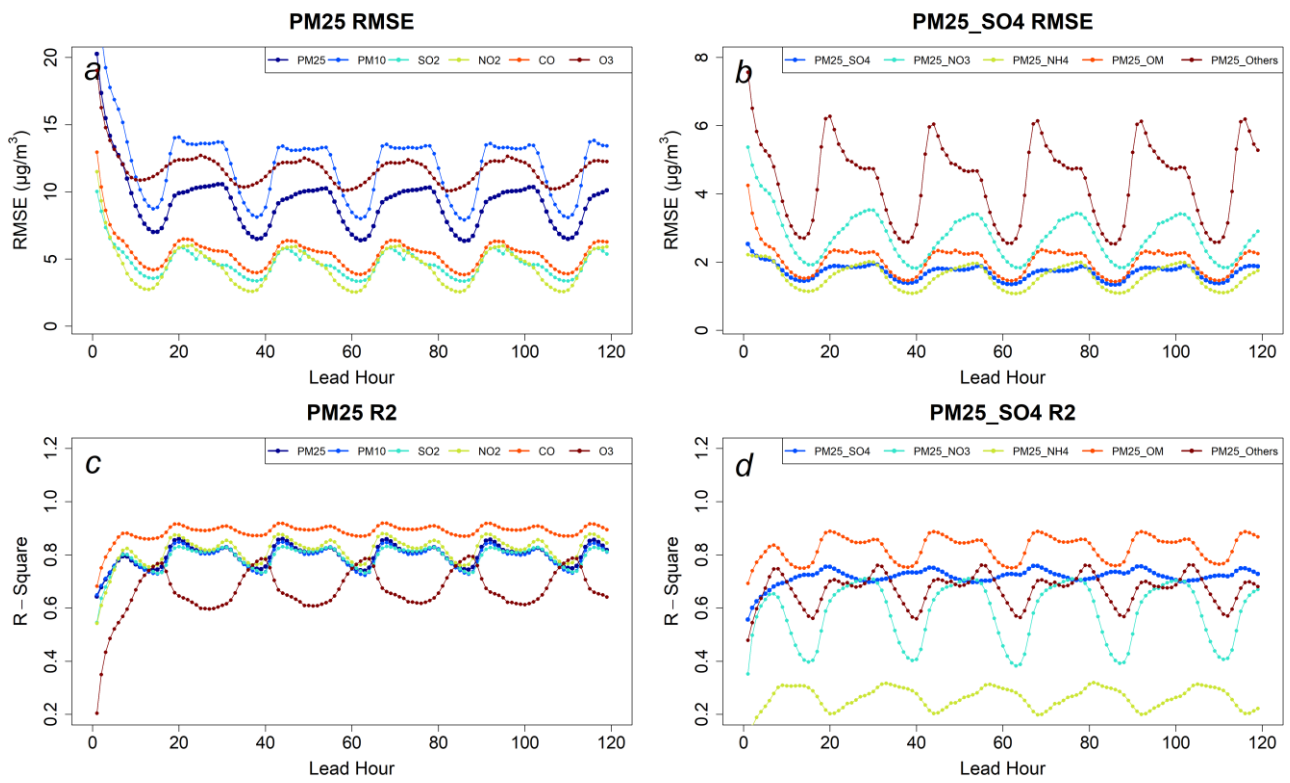 PM25 RMSE
a
PM25 PM10 SO2 NO2 CO O3
RMSE (µg/m³)
20
15
10
5
0
0 20 40 60 80 100 120
Lead Hour
PM25_SO4 RMSE
b
PM25_SO4 PM25_NO3 PM25_NH4 PM25_OM PM25_Others
RMSE (µg/m³)
8
6
4
2
0
0 20 40 60 80 100 120
Lead Hour
PM25 R2
c
PM25 PM10 SO2 NO2 CO O3
R – Square
1.2
1.0
0.8
0.6
0.4
0.2
0 20 40 60 80 100 120
Lead Hour
PM25_SO4 R2
d
PM25_SO4 PM25_NO3 PM25_NH4 PM25_OM PM25_Others
R – Square
1.2
1.0
0.8
0.6
0.4
0.2
0 20 40 60 80 100 120
Lead Hour